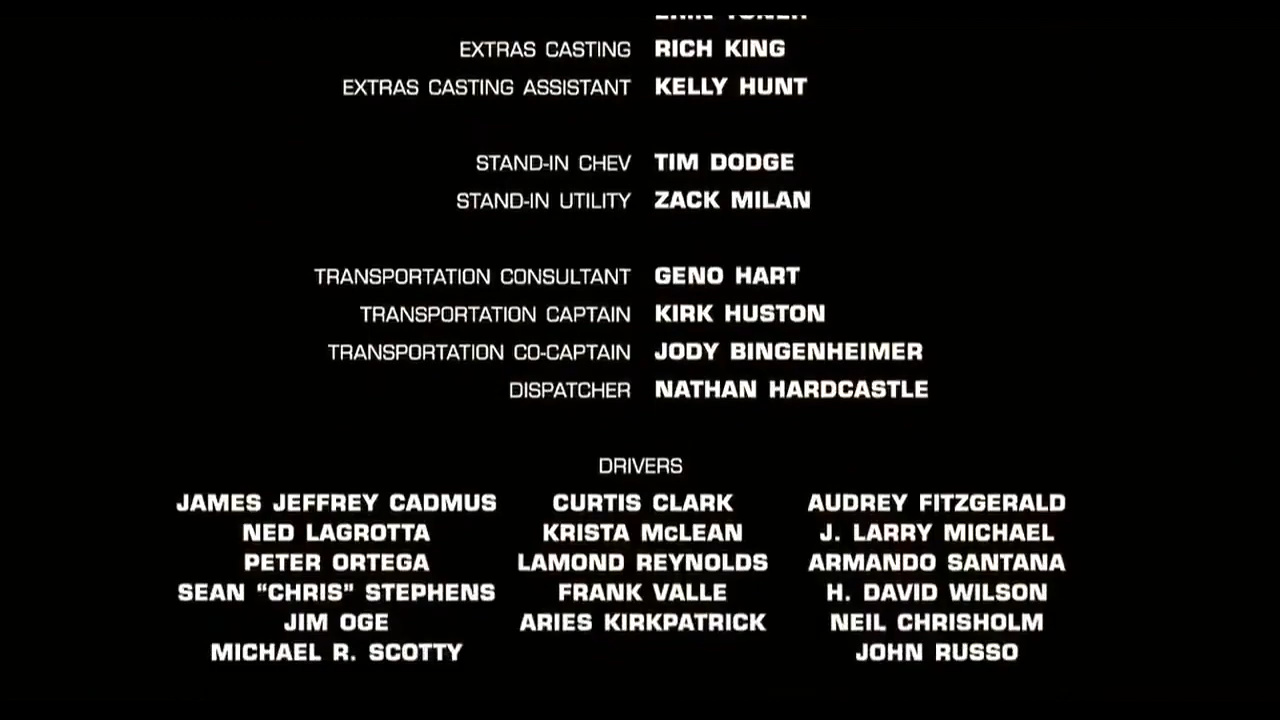 EXTRAS CASTING RICH KING
EXTRAS CASTING ASSISTANT KELLY HUNT
STAND-IN CHEV TIM DODGE
STAND-IN UTILITY ZACK MILAN
TRANSPORTATION CONSULTANT GENO HART
TRANSPORTATION CAPTAIN KIRK HUSTON
TRANSPORTATION CO-CAPTAIN JODY BINGENHEIMER
DISPATCHER NATHAN HARDCASTLE
DRIVERS
JAMES JEFFREY CADMUS CURTIS CLARK AUDREY FITZGERALD
NED LAGROTTA KRISTA McLEAN J. LARRY MICHAEL
PETER ORTEGA LAMOND REYNOLDS ARMANDO SANTANA
SEAN “CHRIS” STEPHENS FRANK VALLE H. DAVID WILSON
JIM OGE ARIES KIRKPATRICK NEIL CHRISHOLM
MICHAEL R. SCOTTY JOHN RUSSO